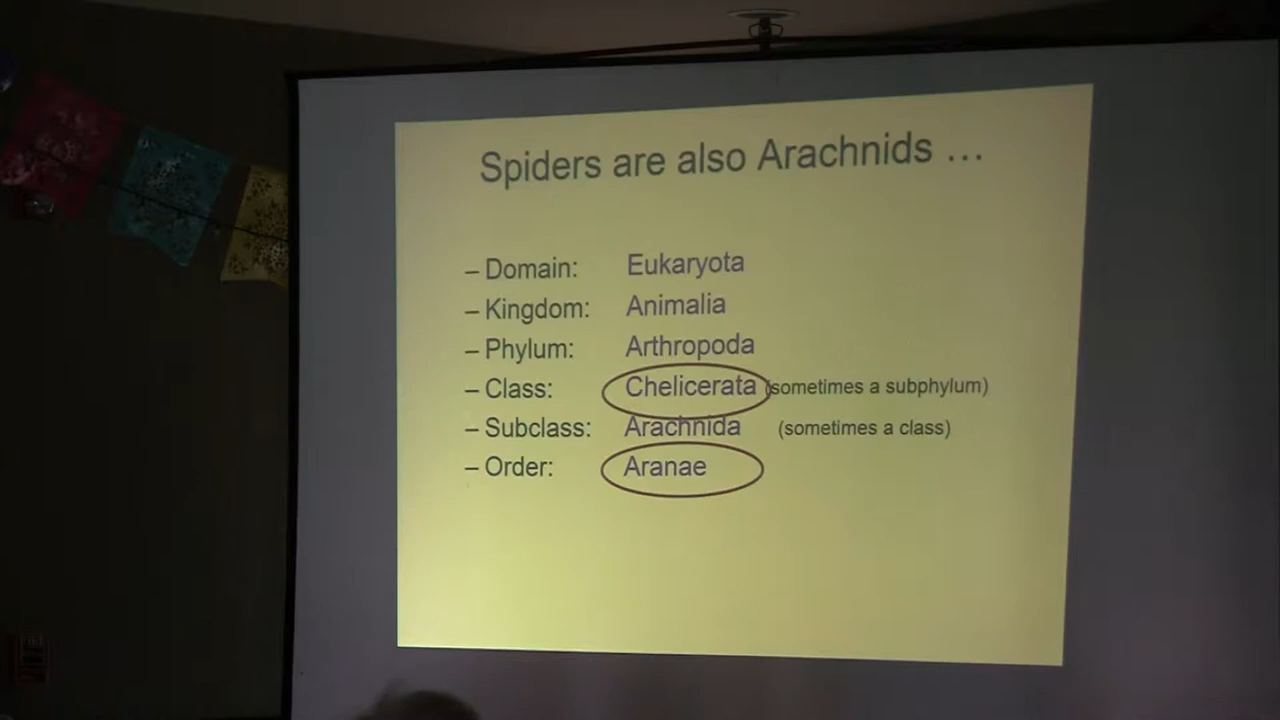 Spiders are also Arachnids ...
– Domain: Eukaryota
– Kingdom: Animalia
– Phylum: Arthropoda
– Class: Chelicerata (sometimes a subphylum)
– Subclass: Arachnida (sometimes a class)
– Order: Aranae